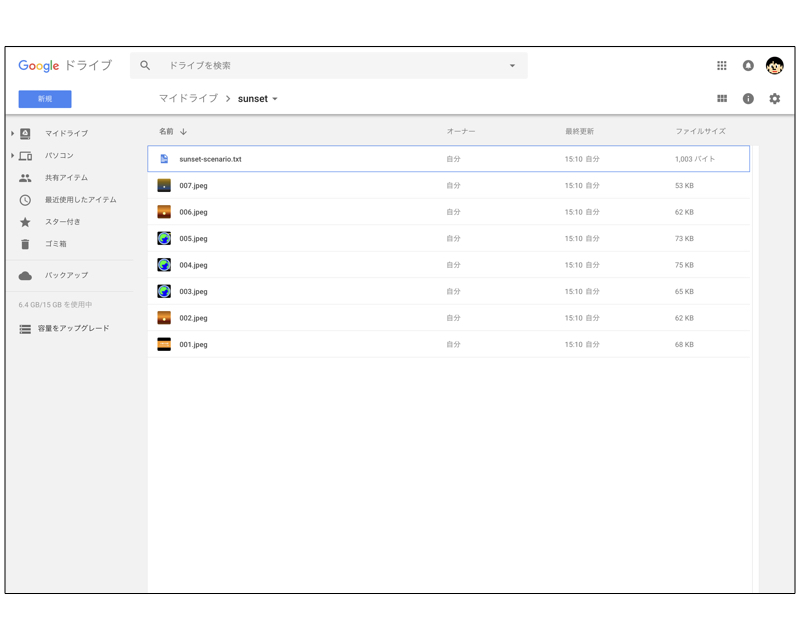 Google ドライブ
ドライブを検索
新規
マイドライブ > sunset
マイドライブ
パソコン
共有アイテム
最近使用したアイテム
スター付き
ゴミ箱
バックアップ
6.4 GB/15 GB を使用中
容量をアップグレード
名前 ↓ オーナー 最終更新 ファイルサイズ
sunset-scenario.txt 自分 15:10 自分 1,003 バイト
007.jpeg 自分 15:10 自分 53 KB
006.jpeg 自分 15:10 自分 62 KB
005.jpeg 自分 15:10 自分 73 KB
004.jpeg 自分 15:10 自分 75 KB
003.jpeg 自分 15:10 自分 65 KB
002.jpeg 自分 15:10 自分 62 KB
001.jpeg 自分 15:10 自分 68 KB